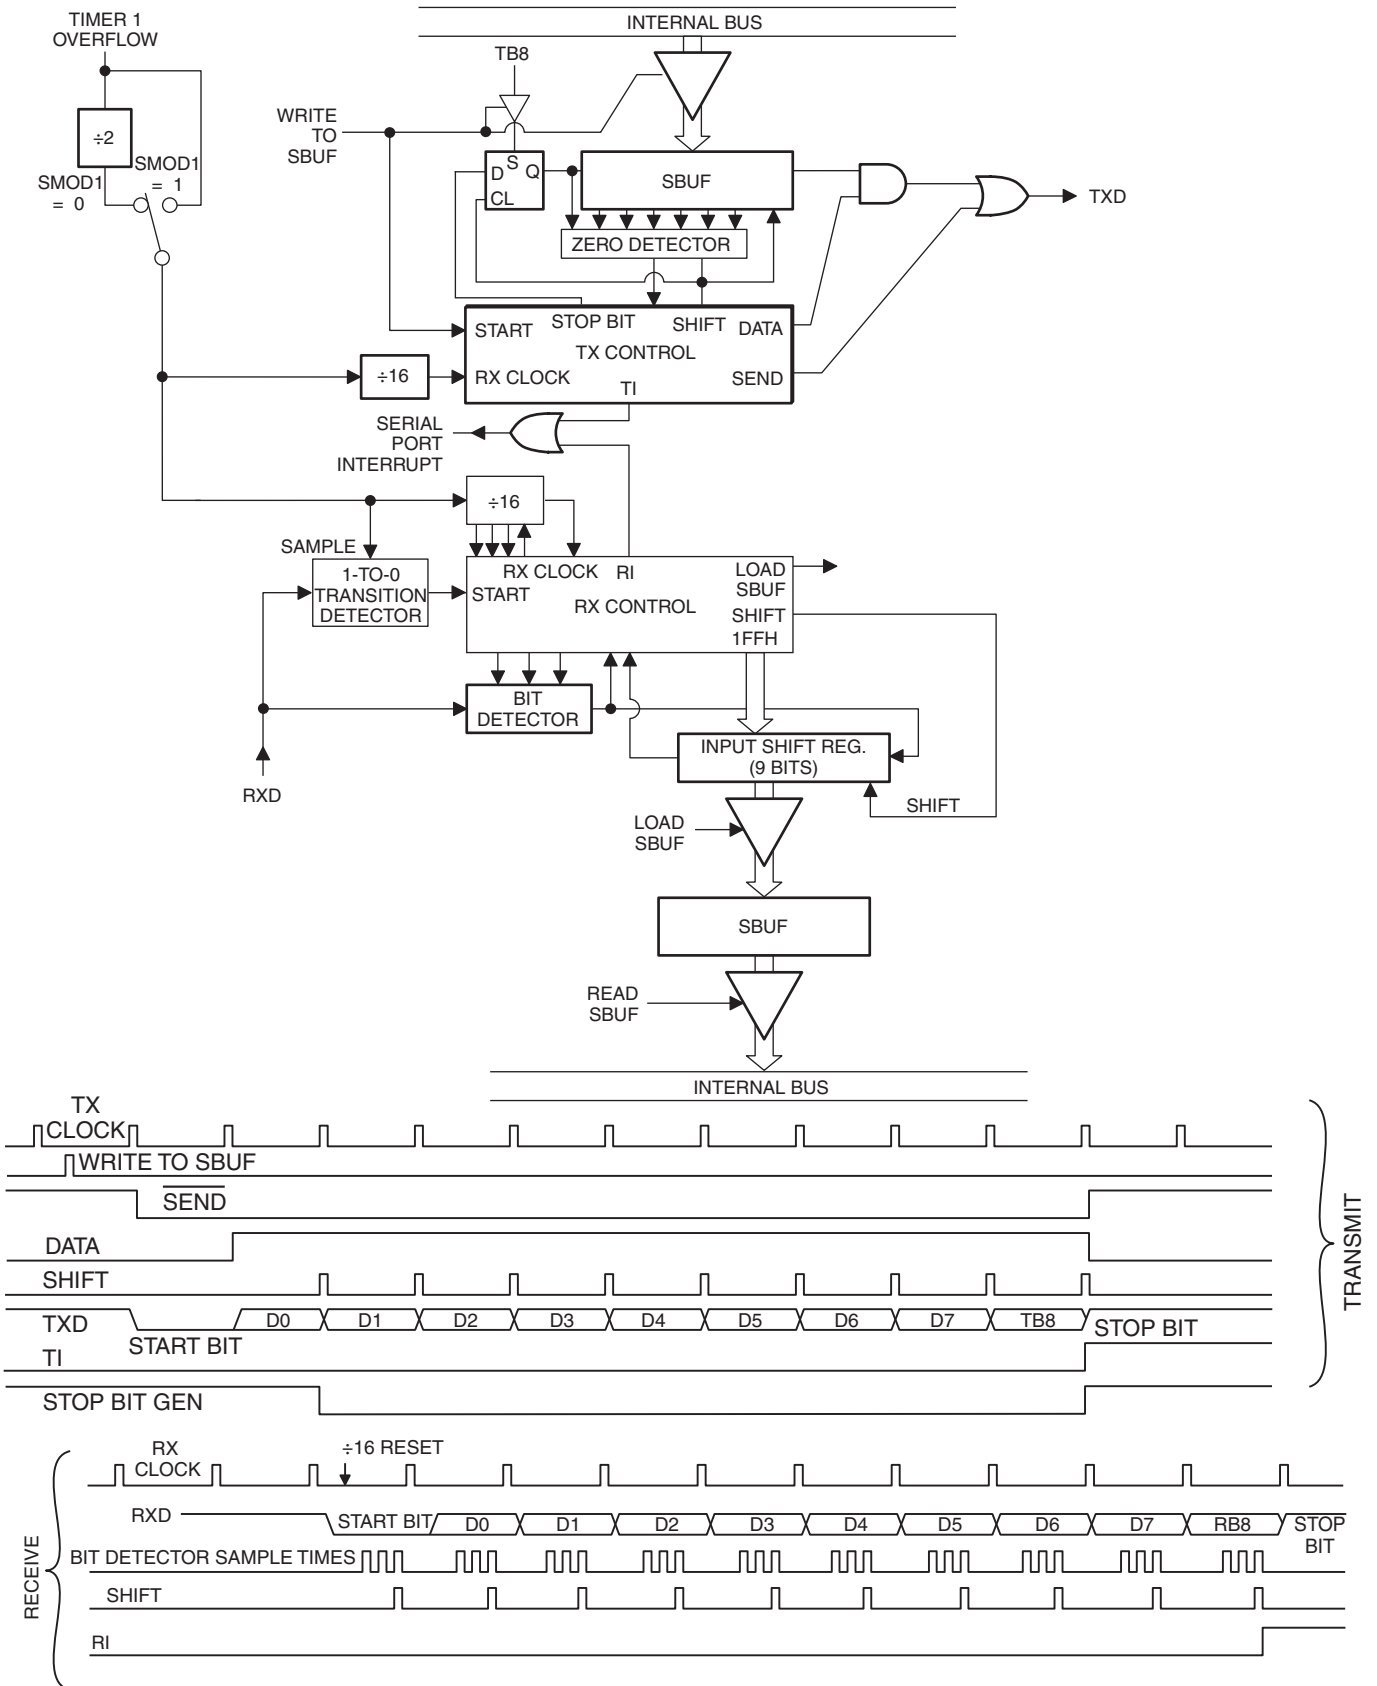 TIMER 1
OVERFLOW
INTERNAL BUS
TB8
WRITE
TO
SBUF
÷2
SMOD1
= 1
SMOD1
= 0
D
S
Q
CL
SBUF
TXD
ZERO DETECTOR
START
STOP BIT
SHIFT
DATA
TX CONTROL
÷16
RX CLOCK
SEND
TI
SERIAL
PORT
INTERRUPT
÷16
SAMPLE
1-TO-0
TRANSITION
DETECTOR
RX CLOCK
RI
LOAD
SBUF
START
RX CONTROL
SHIFT
1FFH
BIT
DETECTOR
INPUT SHIFT REG.
(9 BITS)
RXD
SHIFT
LOAD
SBUF
SBUF
READ
SBUF
INTERNAL BUS
TX
CLOCK
WRITE TO SBUF
SEND
DATA
SHIFT
TXD
START BIT
D0
D1
D2
D3
D4
D5
D6
D7
TB8
STOP BIT
TI
STOP BIT GEN
TRANSMIT
RX
CLOCK
÷16 RESET
RXD
START BIT
D0
D1
D2
D3
D4
D5
D6
D7
RB8
STOP
BIT
BIT DETECTOR SAMPLE TIMES
SHIFT
RI
RECEIVE